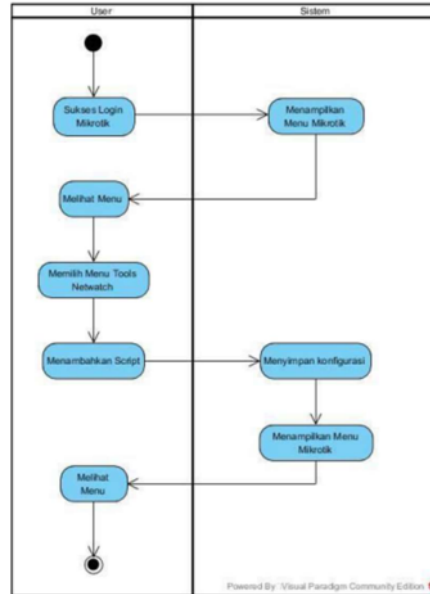 User
Sistem
Sukses Login
Mikrotik
Menampilkan
Menu Mikrotik
Melihat Menu
Memilih Menu Tools
Netwatch
Menambahkan Script
Menyimpan konfigurasi
Menampilkan Menu
Mikrotik
Melihat
Menu
Powered By Visual Paradigm Community Edition